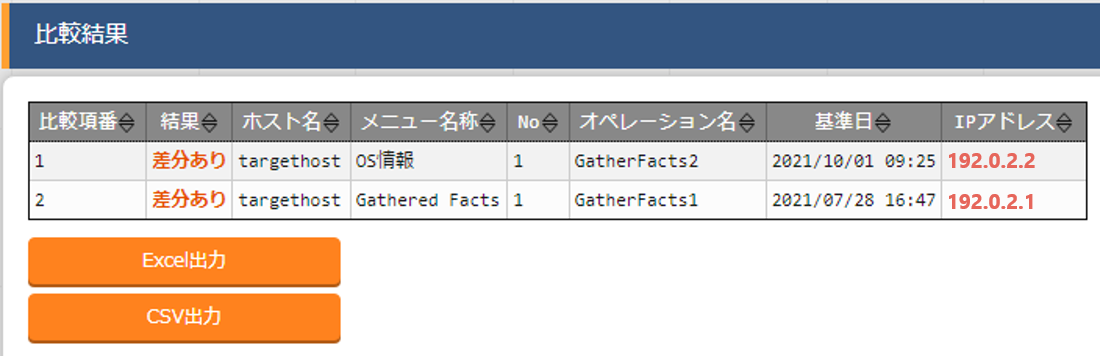 比較結果
比較項番 結果 ホスト名 メニュー名称 No オペレーション名 基準日 IPアドレス
1 差分あり targethost OS情報 1 GatherFacts2 2021/10/01 09:25 192.0.2.2
2 差分あり targethost Gathered Facts 1 GatherFacts1 2021/07/28 16:47 192.0.2.1
Excel出力
CSV出力